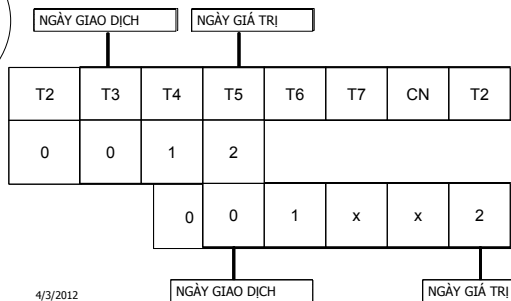 NGÀY GIAO DỊCH NGÀY GIÁ TRỊ
T2 T3 T4 T5 T6 T7 CN T2
0 0 1 2
0 0 1 x x 2
4/3/2012 NGÀY GIAO DỊCH NGÀY GIÁ TRỊ